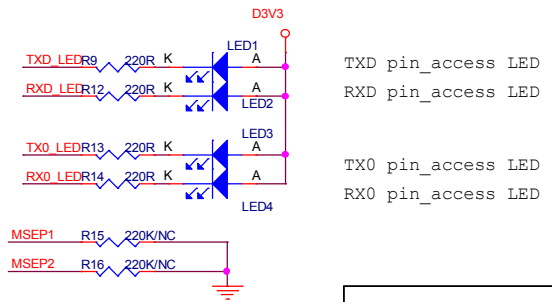 D3V3
LED1
TXD_LED R9 220R K A TXD pin_access LED
RXD_LED R12 220R K A RXD pin_access LED
LED2
LED3
TX0_LED R13 220R K A TX0 pin_access LED
RX0_LED R14 220R K A RX0 pin_access LED
LED4
MSEP1 R15 220K/NC
MSEP2 R16 220K/NC